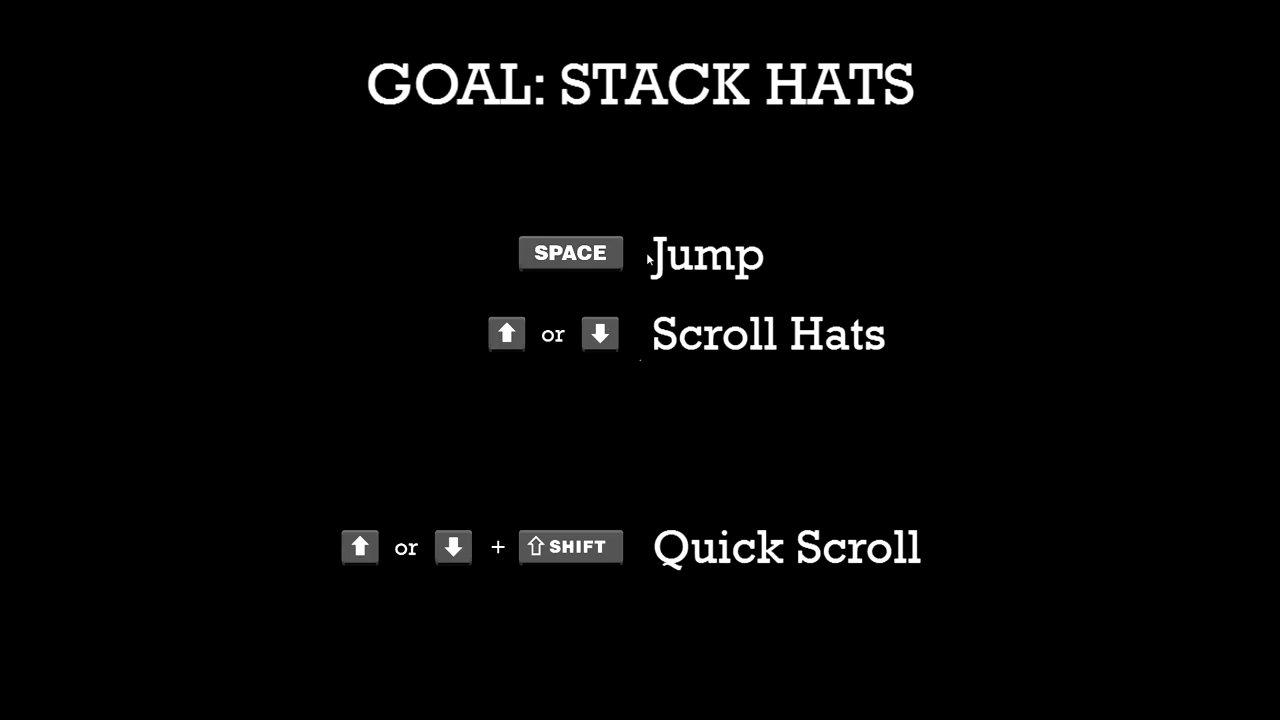 GOAL: STACK HATS
SPACE Jump
⬆ or ⬇ Scroll Hats
⬆ or ⬇ + ⇧ SHIFT Quick Scroll